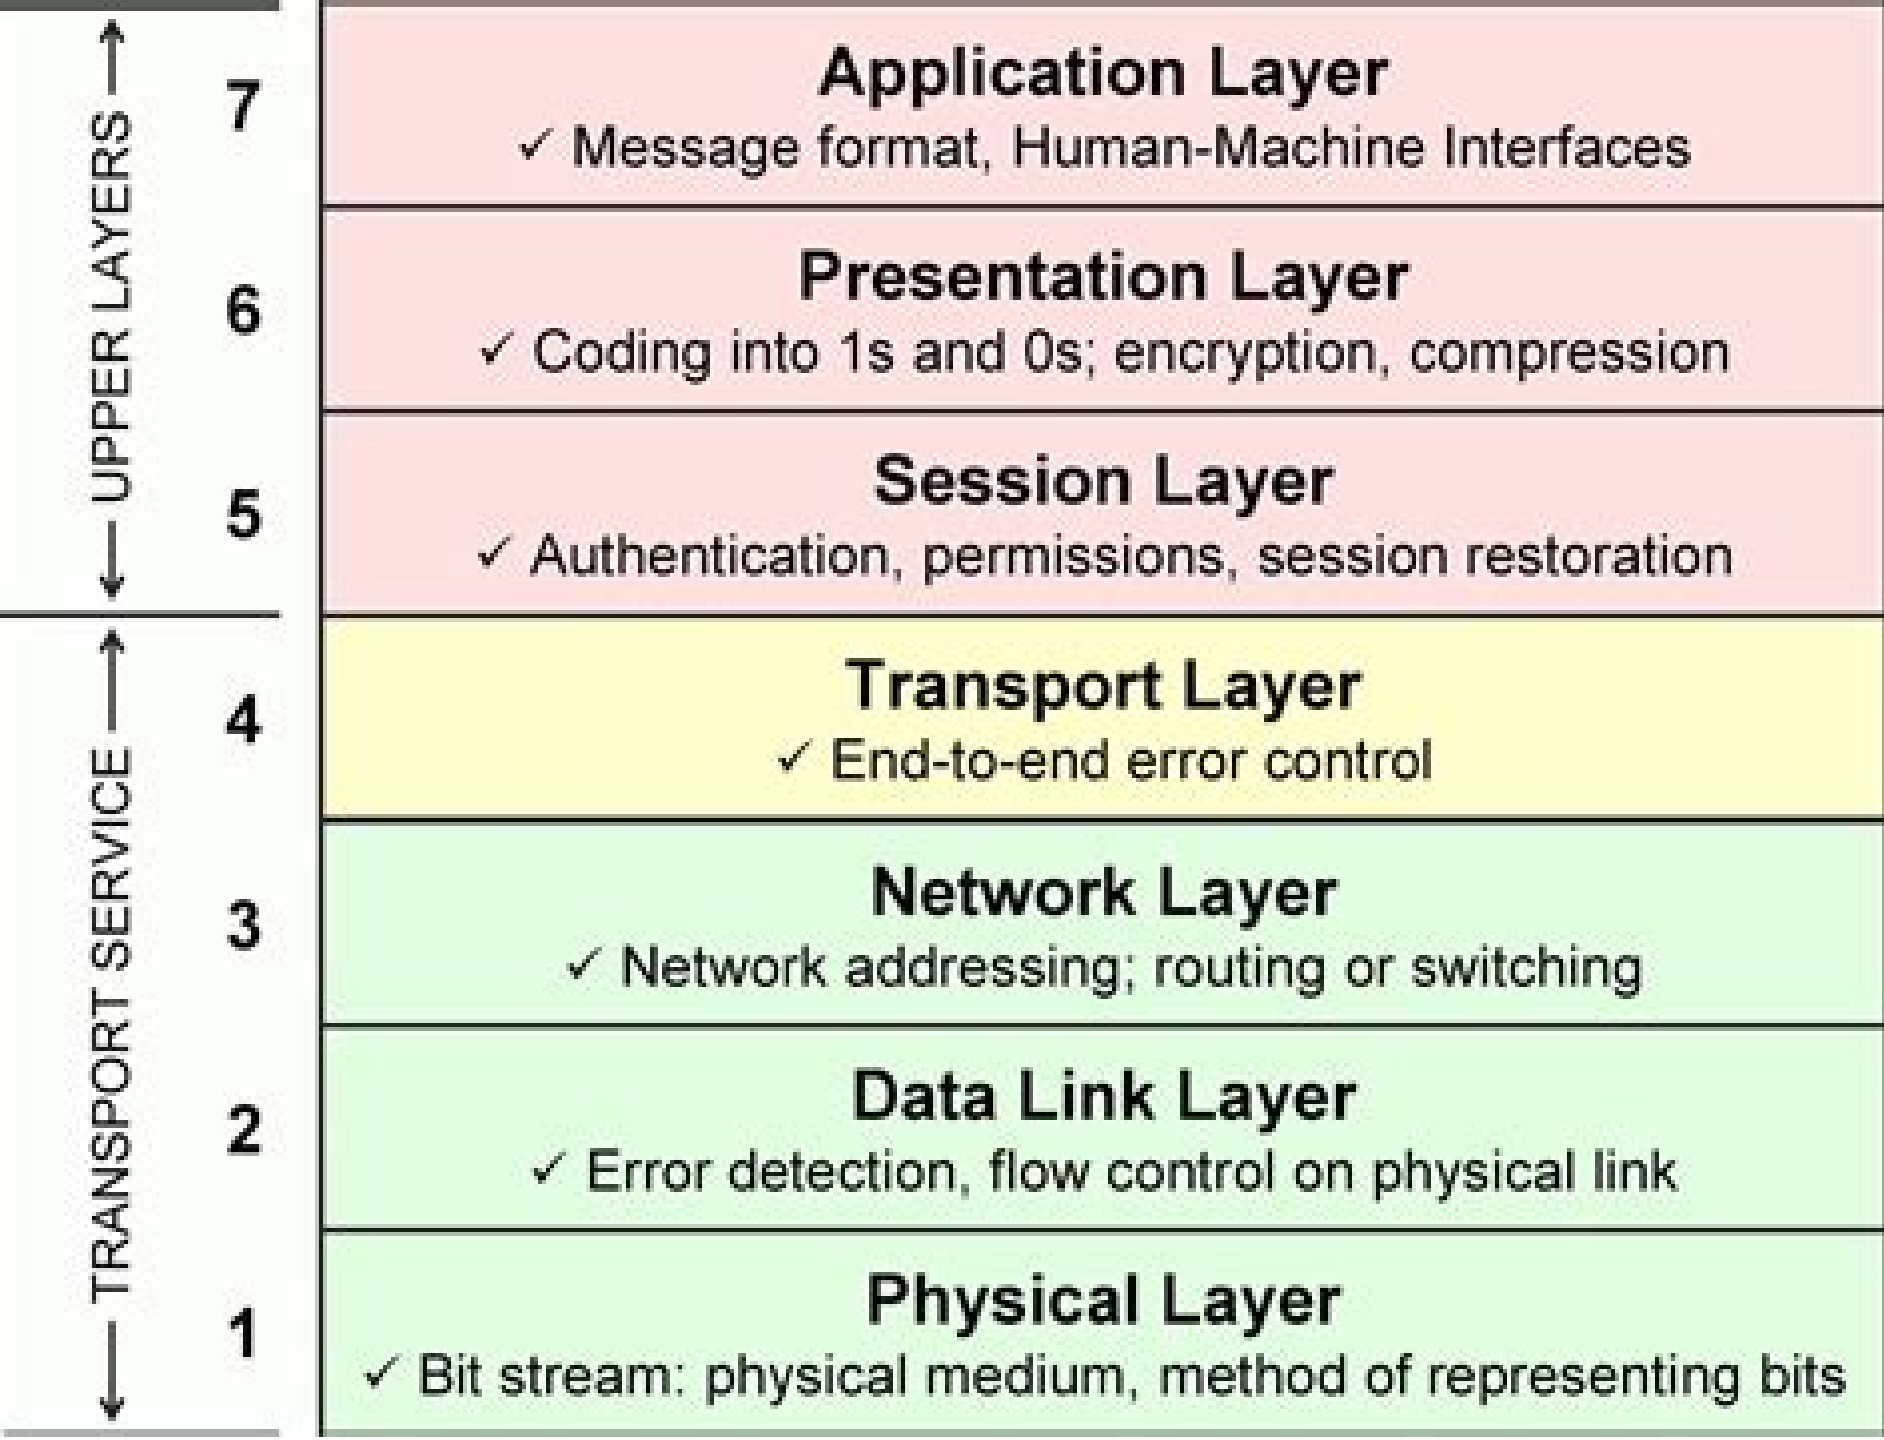 UPPER LAYERS
7
Application Layer
✓ Message format, Human-Machine Interfaces
6
Presentation Layer
✓ Coding into 1s and 0s; encryption, compression
5
Session Layer
✓ Authentication, permissions, session restoration
TRANSPORT SERVICE
4
Transport Layer
✓ End-to-end error control
3
Network Layer
✓ Network addressing; routing or switching
2
Data Link Layer
✓ Error detection, flow control on physical link
1
Physical Layer
✓ Bit stream: physical medium, method of representing bits